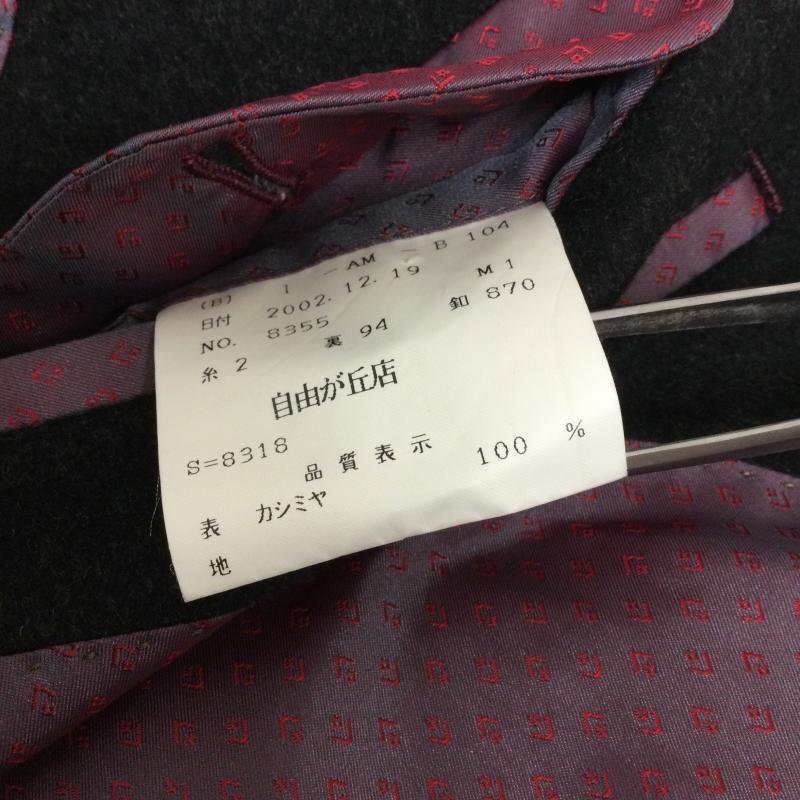 (B) I -AM - B 104
日付 2002.12.19 M1
NO. 8355 釦 870
糸 2 裏 94
自由が丘店
S=8318
品質表示
表地 カシミヤ 100 %